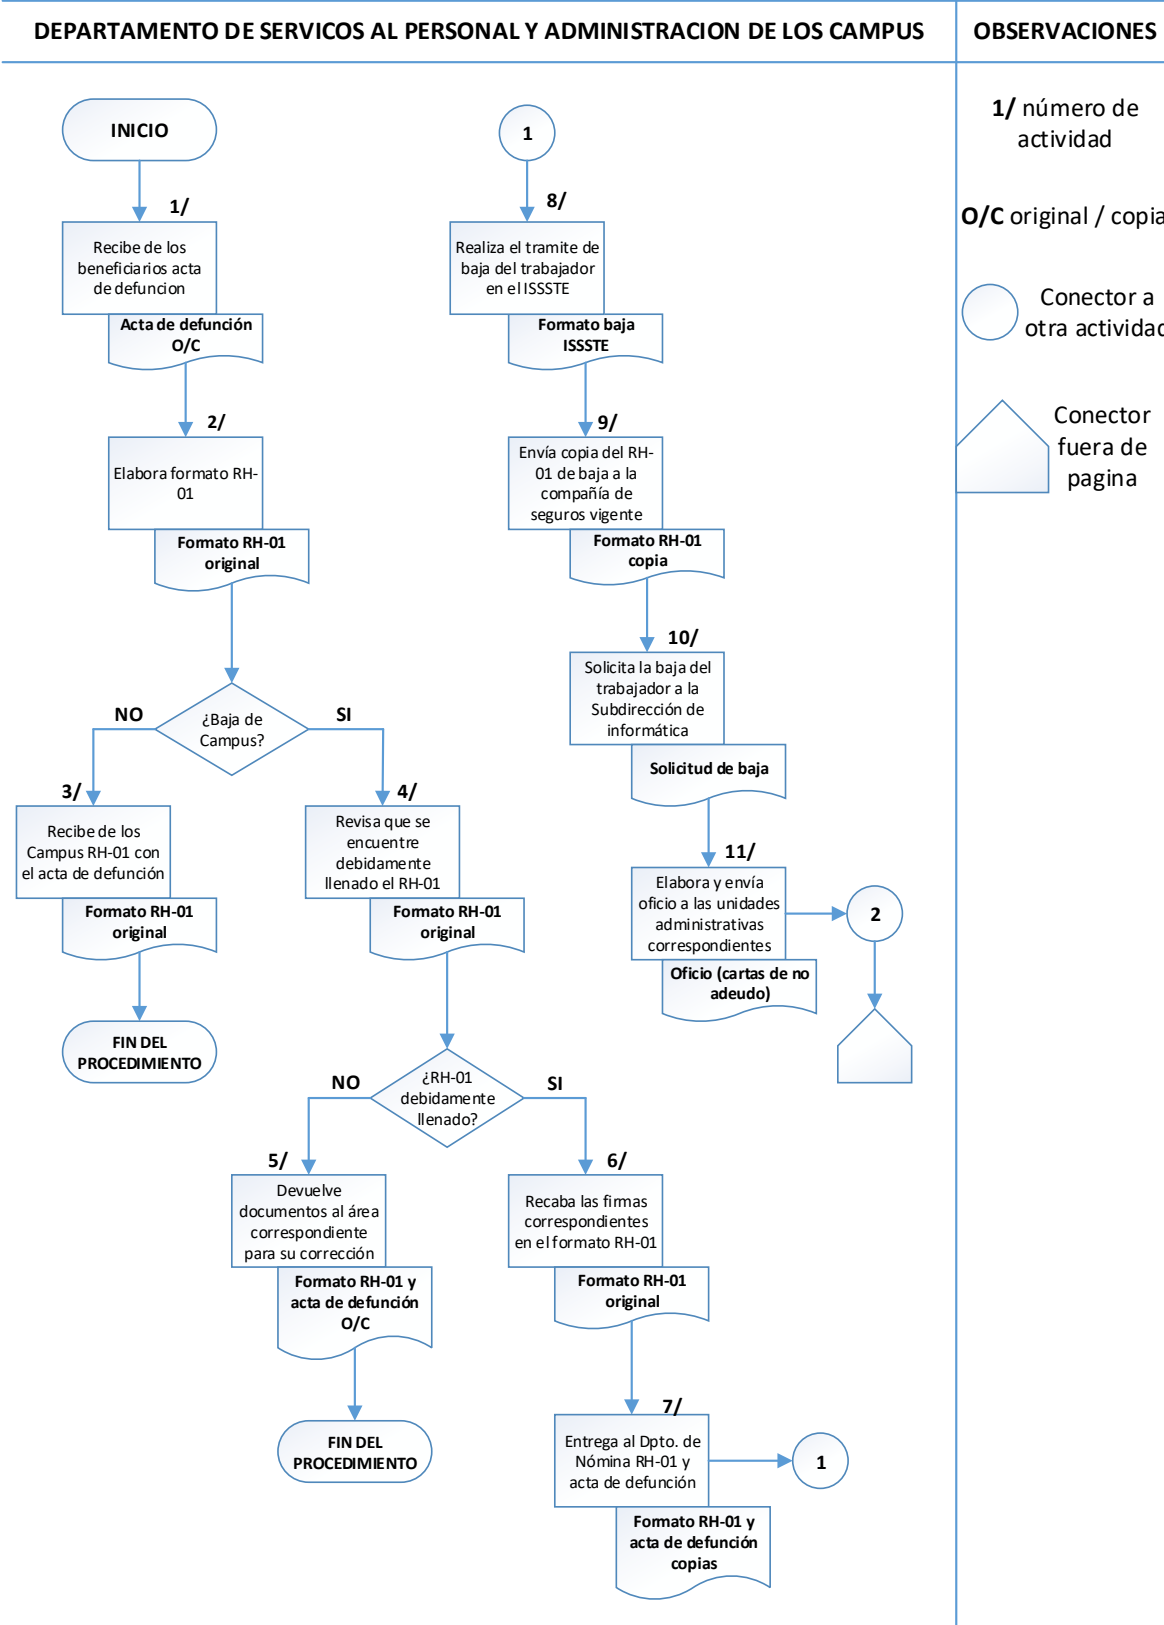 DEPARTAMENTO DE SERVICOS AL PERSONAL Y ADMINISTRACION DE LOS CAMPUS
OBSERVACIONES
INICIO
1/
Recibe de los
beneficiarios acta
de defuncion
Acta de defunción
O/C
2/
Elabora formato RH-
01
Formato RH-01
original
¿Baja de
Campus?
NO
SI
3/
Recibe de los
Campus RH-01 con
el acta de defunción
Formato RH-01
original
FIN DEL
PROCEDIMIENTO
4/
Revisa que se
encuentre
debidamente
llenado el RH-01
Formato RH-01
original
¿RH-01
debidamente
llenado?
NO
SI
5/
Devuelve
documentos al área
correspondiente
para su corrección
Formato RH-01 y
acta de defunción
O/C
FIN DEL
PROCEDIMIENTO
6/
Recaba las firmas
correspondientes
en el formato RH-01
Formato RH-01
original
7/
Entrega al Dpto. de
Nómina RH-01 y
acta de defunción
Formato RH-01 y
acta de defunción
copias
1
1
8/
Realiza el tramite de
baja del trabajador
en el ISSSTE
Formato baja
ISSSTE
9/
Envía copia del RH-
01 de baja a la
compañía de
seguros vigente
Formato RH-01
copia
10/
Solicita la baja del
trabajador a la
Subdirección de
informática
Solicitud de baja
11/
Elabora y envía
oficio a las unidades
administrativas
correspondientes
Oficio (cartas de no
adeudo)
2
1/ número de
actividad
O/C original / copia
Conector a
otra actividad
Conector
fuera de
pagina